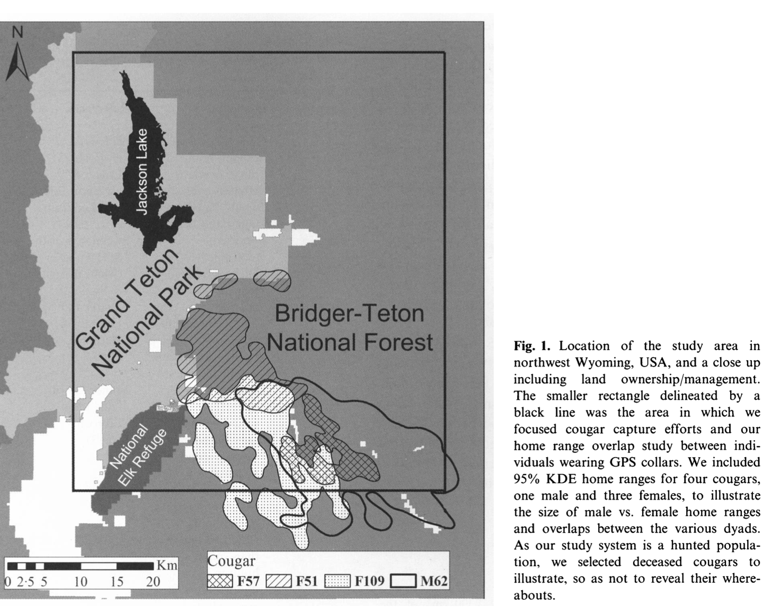 N
Jackson Lake
Grand Teton
National Park
Bridger-Teton
National Forest
National
Elk Refuge
Km
0 2·5 5 10 15 20
Cougar
F57 F51 F109 M62
Fig. 1. Location of the study area in
northwest Wyoming, USA, and a close up
including land ownership/management.
The smaller rectangle delineated by a
black line was the area in which we
focused cougar capture efforts and our
home range overlap study between indi-
viduals wearing GPS collars. We included
95% KDE home ranges for four cougars,
one male and three females, to illustrate
the size of male vs. female home ranges
and overlaps between the various dyads.
As our study system is a hunted popula-
tion, we selected deceased cougars to
illustrate, so as not to reveal their where-
abouts.